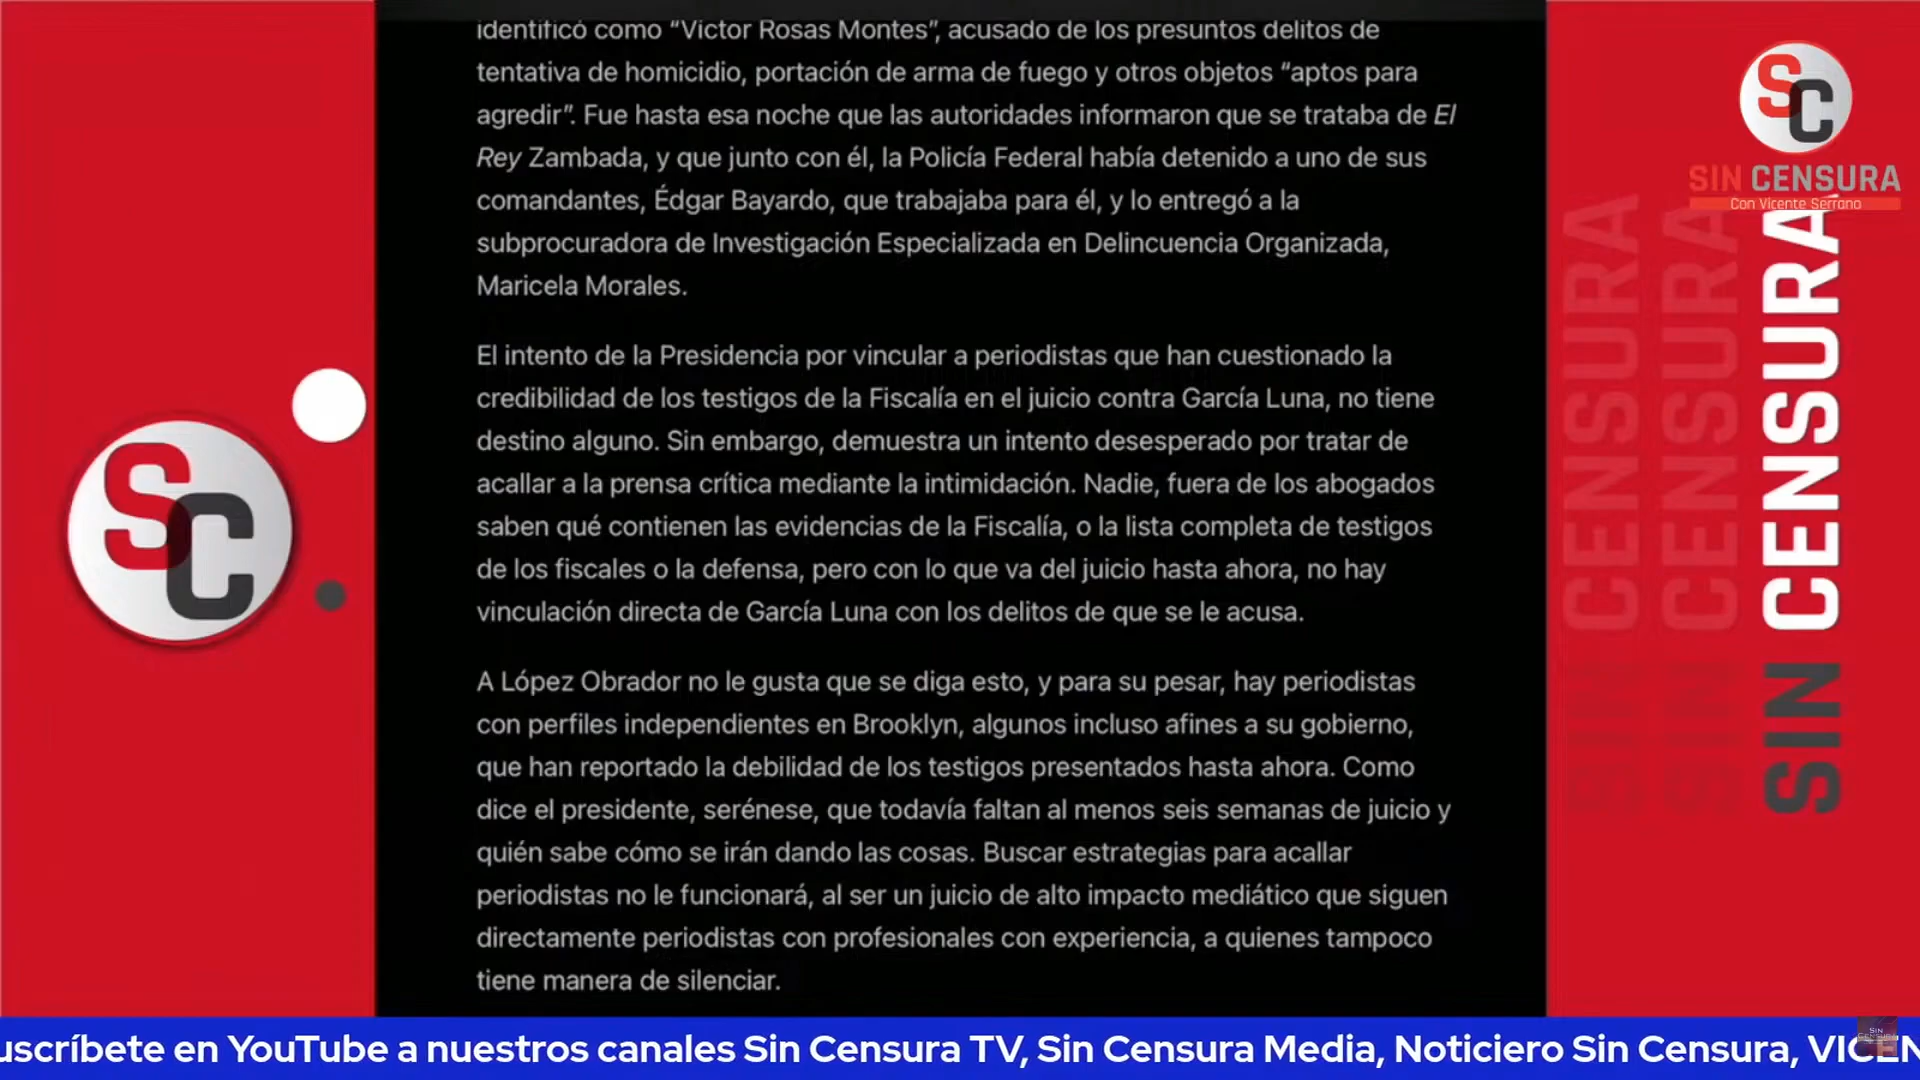 identificó como “Victor Rosas Montes”, acusado de los presuntos delitos de
tentativa de homicidio, portación de arma de fuego y otros objetos “aptos para
agredir”. Fue hasta esa noche que las autoridades informaron que se trataba de El
Rey Zambada, y que junto con él, la Policía Federal había detenido a uno de sus
comandantes, Édgar Bayardo, que trabajaba para él, y lo entregó a la
subprocuradora de Investigación Especializada en Delincuencia Organizada,
Maricela Morales.
El intento de la Presidencia por vincular a periodistas que han cuestionado la
credibilidad de los testigos de la Fiscalía en el juicio contra García Luna, no tiene
destino alguno. Sin embargo, demuestra un intento desesperado por tratar de
acallar a la prensa crítica mediante la intimidación. Nadie, fuera de los abogados
saben qué contienen las evidencias de la Fiscalía, o la lista completa de testigos
de los fiscales o la defensa, pero con lo que va del juicio hasta ahora, no hay
vinculación directa de García Luna con los delitos de que se le acusa.
A López Obrador no le gusta que se diga esto, y para su pesar, hay periodistas
con perfiles independientes en Brooklyn, algunos incluso afines a su gobierno,
que han reportado la debilidad de los testigos presentados hasta ahora. Como
dice el presidente, serénese, que todavía faltan al menos seis semanas de juicio y
quién sabe cómo se irán dando las cosas. Buscar estrategias para acallar
periodistas no le funcionará, al ser un juicio de alto impacto mediático que siguen
directamente periodistas con profesionales con experiencia, a quienes tampoco
tiene manera de silenciar.
SC
SC
SIN CENSURA
Con Vicente Serrano
SIN CENSURA
SIN CENSURA
SIN CENSURA
uscríbete en YouTube a nuestros canales Sin Censura TV, Sin Censura Media, Noticiero Sin Censura, VICEN